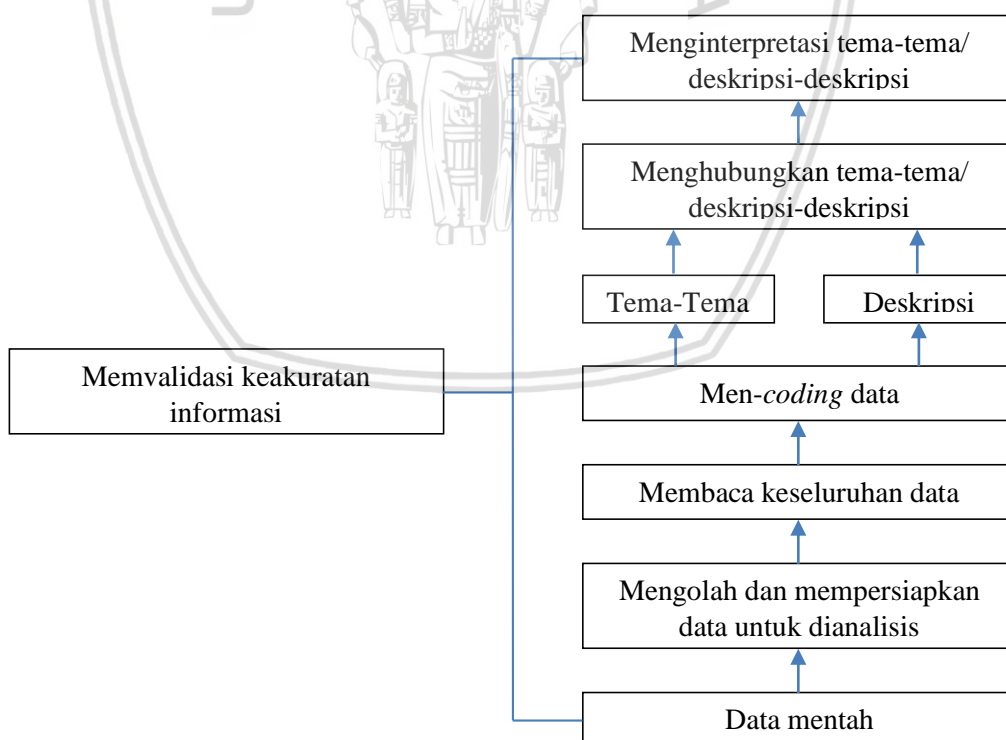 Menginterpretasi tema-tema/
deskripsi-deskripsi
Menghubungkan tema-tema/
deskripsi-deskripsi
Tema-Tema
Deskripsi
Memvalidasi keakuratan
informasi
Men-coding data
Membaca keseluruhan data
Mengolah dan mempersiapkan
data untuk dianalisis
Data mentah